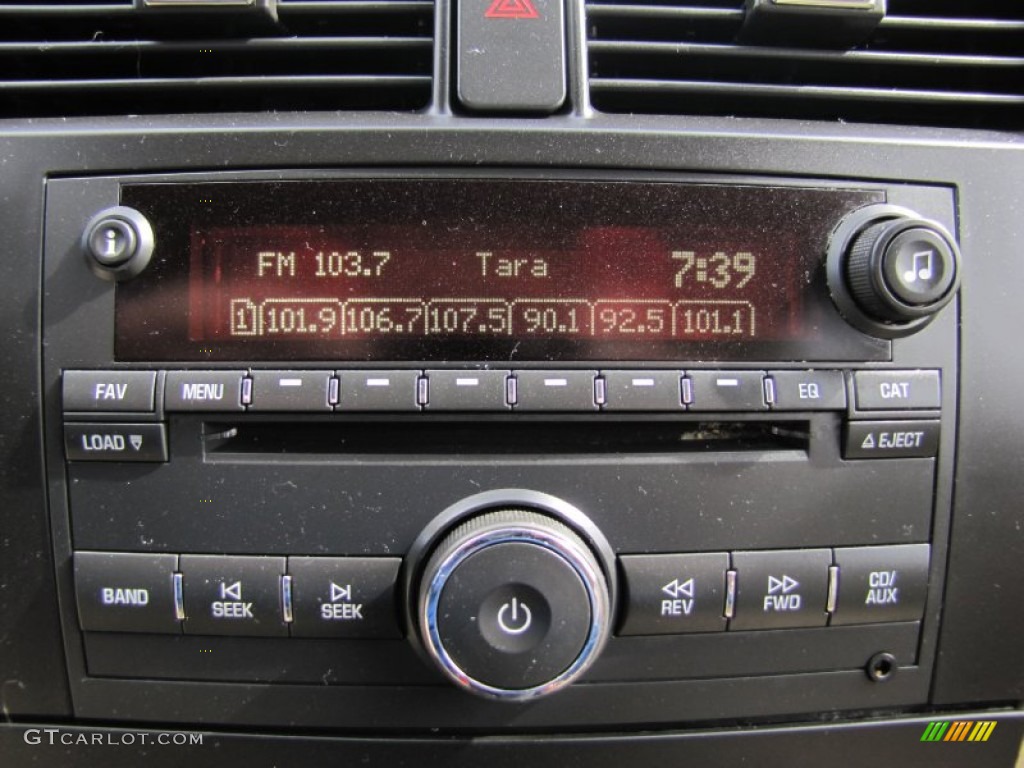 FM 103.7 Tara 7:39
1 101.9 106.7 107.5 90.1 92.5 101.1
FAV MENU EQ CAT
LOAD EJECT
BAND SEEK SEEK REV FWD CD/AUX
GTCARLOT.COM